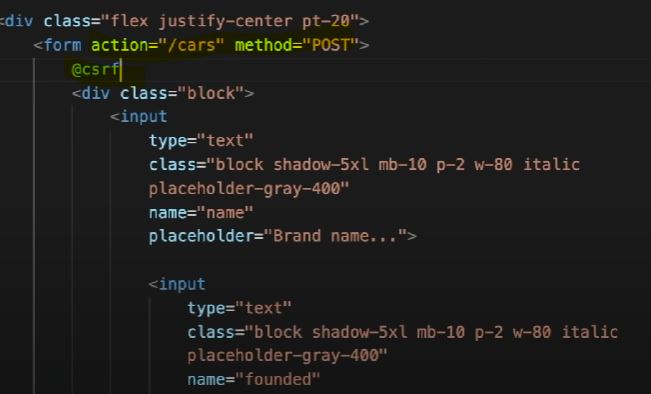 <div class="flex justify-center pt-20">
<form action="/cars" method="POST">
@csrf
<div class="block">
<input
type="text"
class="block shadow-5xl mb-10 p-2 w-80 italic
placeholder-gray-400"
name="name"
placeholder="Brand name...">
<input
type="text"
class="block shadow-5xl mb-10 p-2 w-80 italic
placeholder-gray-400"
name="founded"